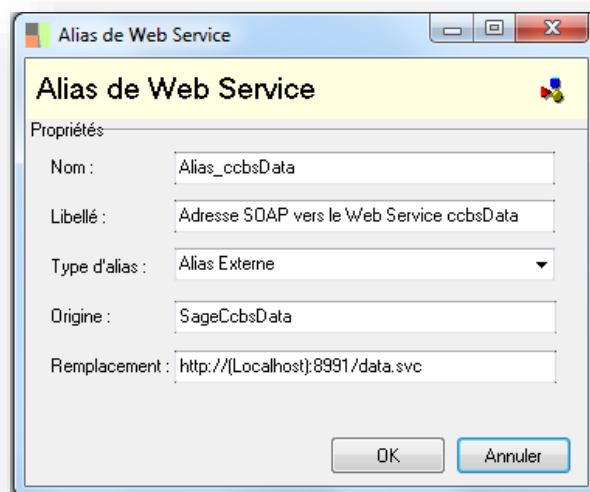 Alias de Web Service
Alias de Web Service
Propriétés
Nom : Alias_ccbsData
Libellé : Adresse SOAP vers le Web Service ccbsData
Type d'alias : Alias Externe
Origine : SageCcbsData
Remplacement : http://(Localhost):8991/data.svc
OK Annuler